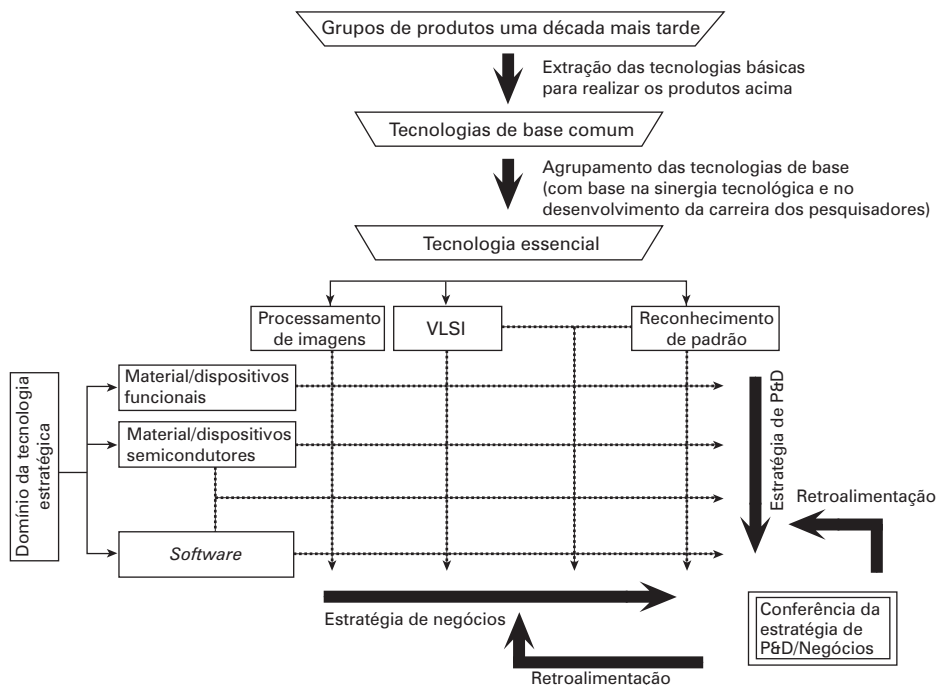 Grupos de produtos uma década mais tarde
Extração das tecnologias básicas
para realizar os produtos acima
Tecnologias de base comum
Agrupamento das tecnologias de base
(com base na sinergia tecnológica e no
desenvolvimento da carreira dos pesquisadores)
Tecnologia essencial
Processamento
de imagens
VLSI
Reconhecimento
de padrão
Domínio da tecnologia
estratégica
Material/dispositivos
funcionais
Material/dispositivos
semicondutores
Software
Estratégia de P&D
Retroalimentação
Estratégia de negócios
Conferência da
estratégia de
P&D/Negócios
Retroalimentação